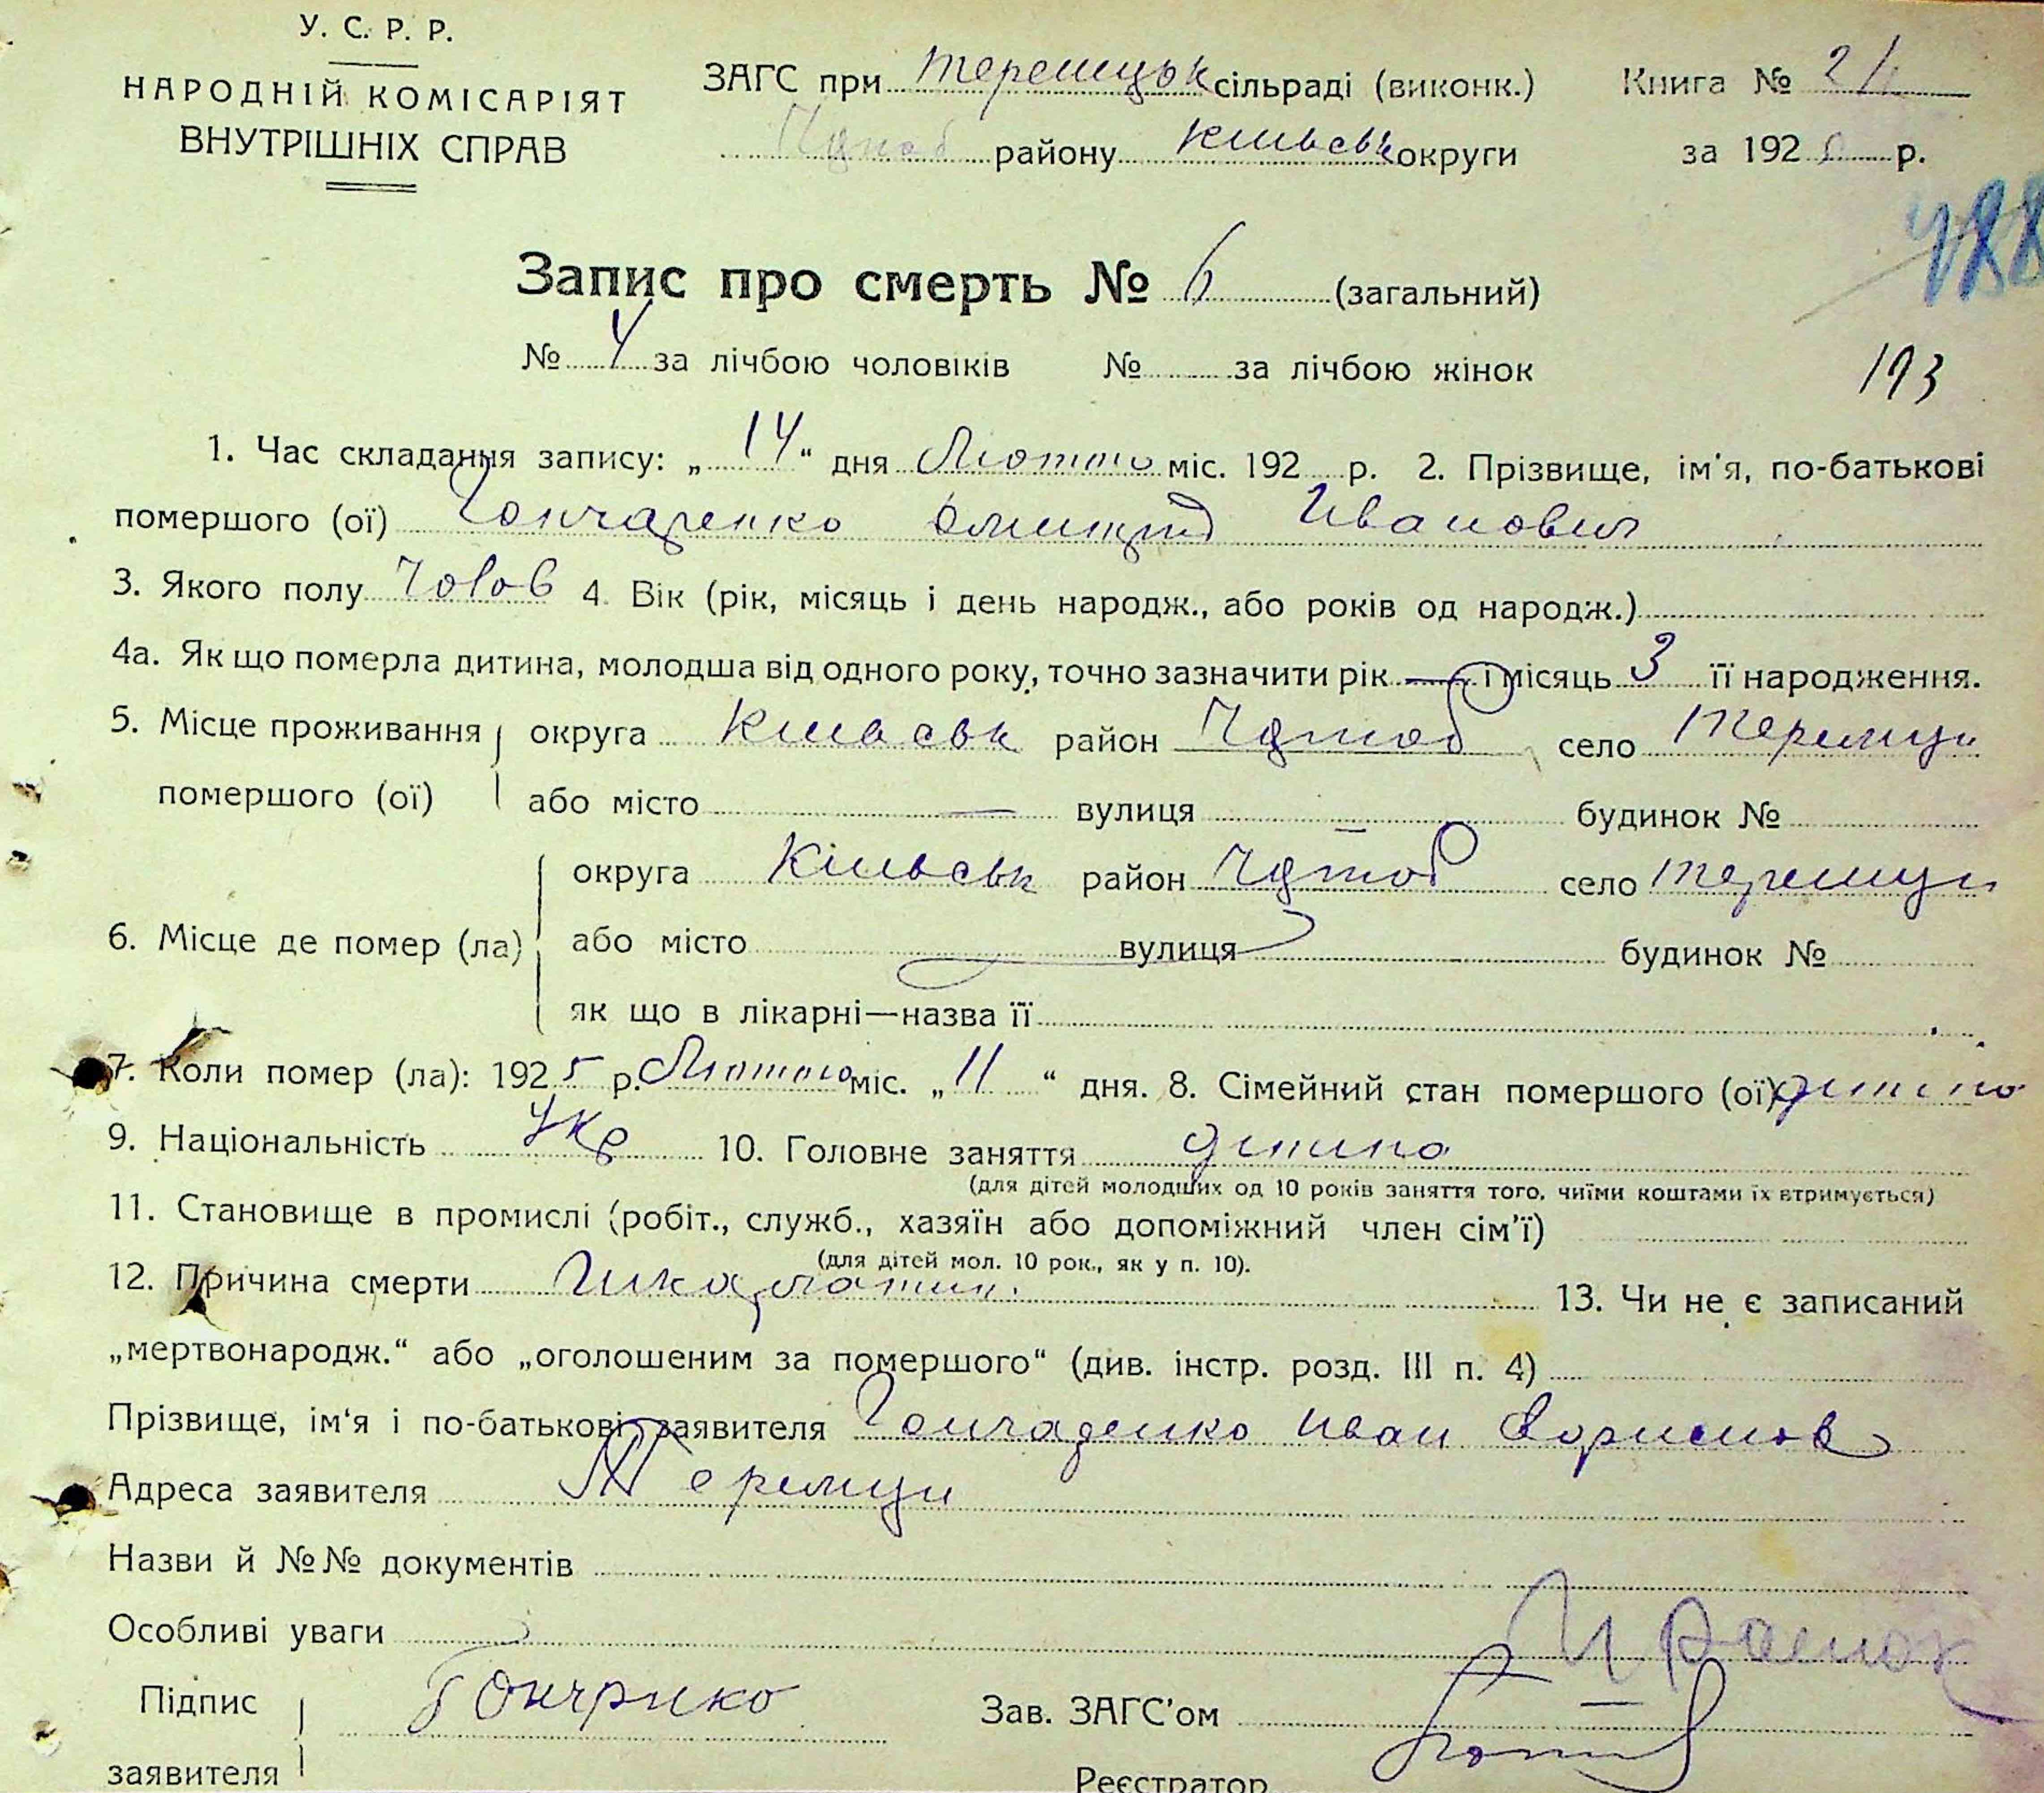 У. С. Р. Р.
НАРОДНІЙ КОМІСАРІЯТ
ВНУТРІШНІХ СПРАВ
ЗАГС при сільраді (виконк.)
району Київськ округи
Книга №
за 192 р.
Запис про смерть № 6 (загальний)
№ 4 за лічбою чоловіків № за лічбою жінок
193
1. Час складання запису: „ 14 “ дня Лютого міс. 192 р. 2. Прізвище, ім'я, по-батькові
помершого (ої) Гончаренко Дмитрий Иванович
3. Якого полу Чолов 4. Вік (рік, місяць і день народж., або років од народж.)
4а. Як що померла дитина, молодша від одного року, точно зазначити рік — і місяць 3 її народження.
5. Місце проживання округа Київськ район село Теремци
помершого (ої) або місто — вулиця — будинок №
округа Київськ район село Теремци
6. Місце де помер (ла) або місто вулиця будинок №
як що в лікарні—назва її
7. Коли помер (ла): 1925 р. Лютого міс. „ 11 “ дня. 8. Сімейний стан помершого (ої) дитина
9. Національність Укр 10. Головне заняття дитина
(для дітей молодших од 10 років заняття того, чиїми коштами їх втримується)
11. Становище в промислі (робіт., служб., хазяїн або допоміжний член сім'ї)
(для дітей мол. 10 рок., як у п. 10).
12. Причина смерти 13. Чи не є записаний
„мертвонародж.“ або „оголошеним за помершого“ (див. інстр. розд. III п. 4)
Прізвище, ім'я і по-батькові заявителя Гончаренко Иван Борисов
Адреса заявителя Теремци
Назви й №№ документів
Особливі уваги
Підпис
заявителя Гончрнко
Зав. ЗАГС'ом
Реєстратор